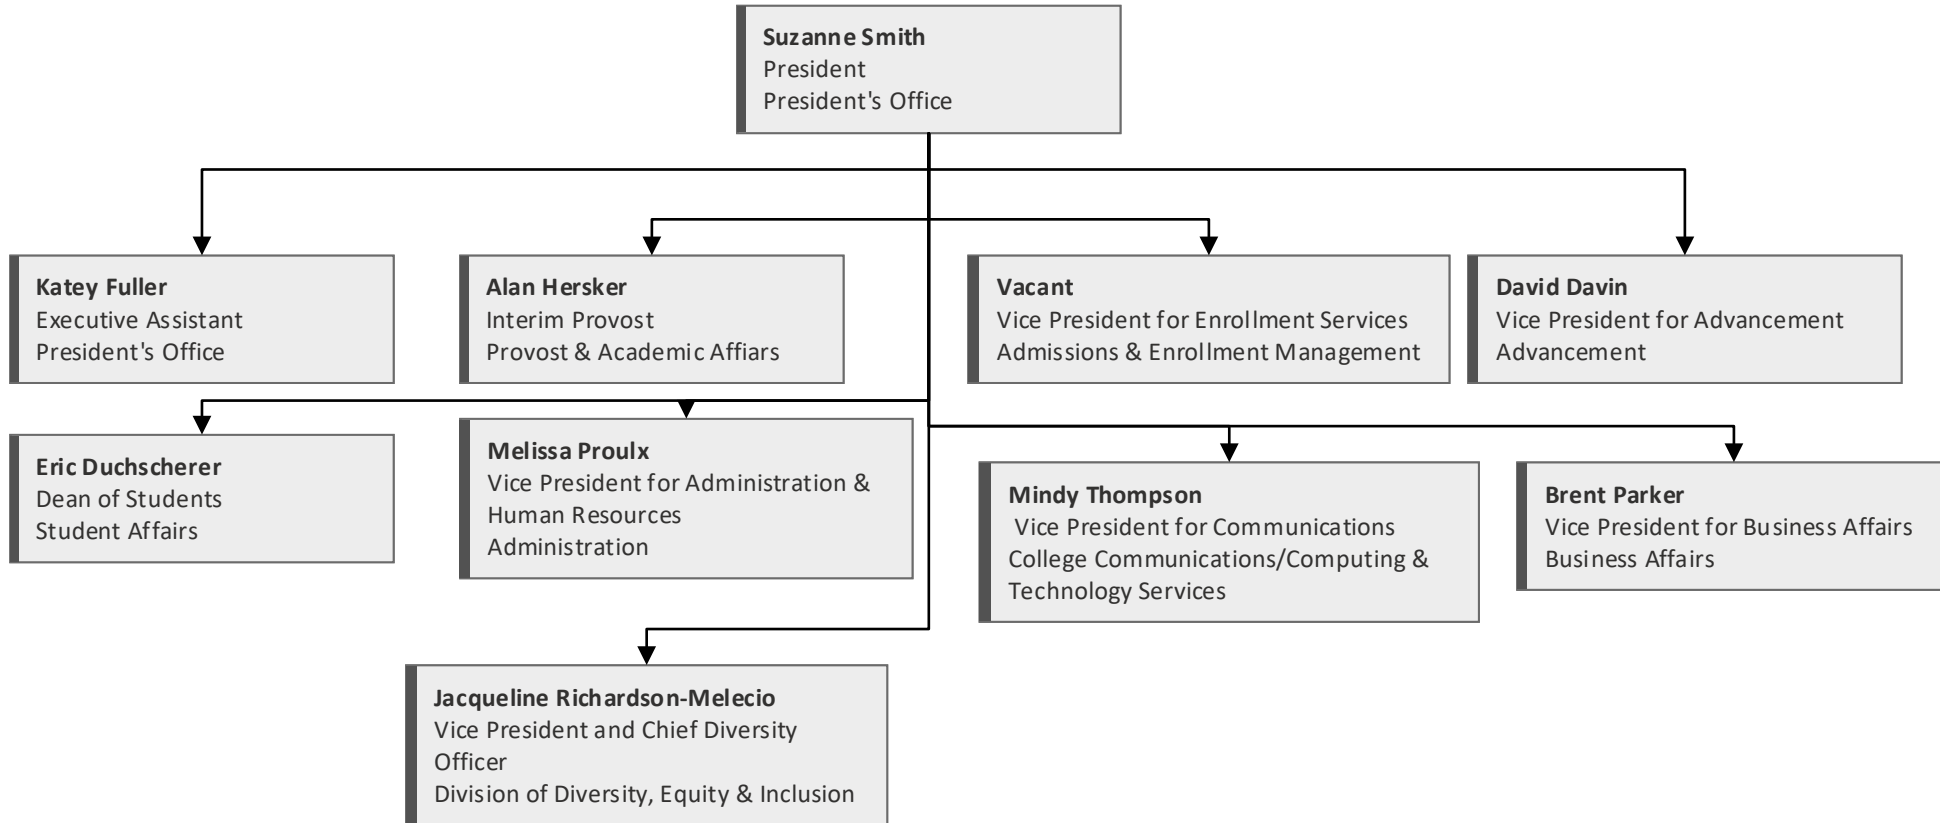 Suzanne Smith
President
President's Office
Katey Fuller
Executive Assistant
President's Office
Alan Hersker
Interim Provost
Provost & Academic Affiars
Vacant
Vice President for Enrollment Services
Admissions & Enrollment Management
David Davin
Vice President for Advancement
Advancement
Eric Duchscherer
Dean of Students
Student Affairs
Melissa Proulx
Vice President for Administration &
Human Resources
Administration
Mindy Thompson
Vice President for Communications
College Communications/Computing &
Technology Services
Brent Parker
Vice President for Business Affairs
Business Affairs
Jacqueline Richardson-Melecio
Vice President and Chief Diversity
Officer
Division of Diversity, Equity & Inclusion